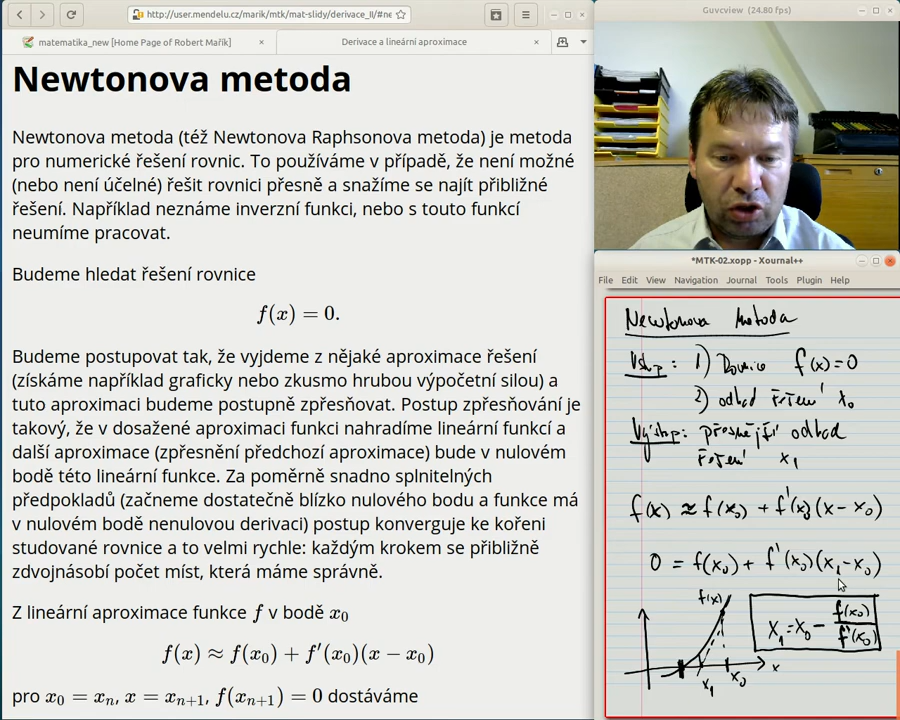 http://user.mendelu.cz/marik/mtk/mat-slidy/derivace_II/#ne
matematika_new [Home Page of Robert Mařík]
Derivace a lineární aproximace
Newtonova metoda
Newtonova metoda (též Newtonova Raphsonova metoda) je metoda
pro numerické řešení rovnic. To používáme v případě, že není možné
(nebo není účelné) řešit rovnici přesně a snažíme se najít přibližné
řešení. Například neznáme inverzní funkci, nebo s touto funkcí
neumíme pracovat.
Budeme hledat řešení rovnice
f(x) = 0.
Budeme postupovat tak, že vyjdeme z nějaké aproximace řešení
(získáme například graficky nebo zkusmo hrubou výpočetní silou) a
tuto aproximaci budeme postupně zpřesňovat. Postup zpřesňování je
takový, že v dosažené aproximaci funkci nahradíme lineární funkcí a
další aproximace (zpřesnění předchozí aproximace) bude v nulovém
bodě této lineární funkce. Za poměrně snadno splnitelných
předpokladů (začneme dostatečně blízko nulového bodu a funkce má
v nulovém bodě nenulovou derivaci) postup konverguje ke kořeni
studované rovnice a to velmi rychle: každým krokem se přibližně
zdvojnásobí počet míst, která máme správně.
Z lineární aproximace funkce f v bodě x₀
f(x) ≈ f(x₀) + f′(x₀)(x − x₀)
pro x₀ = xₙ, x = xₙ₊₁, f(xₙ₊₁) = 0 dostáváme
Guvcview (24.80 fps)
*MTK-02.xopp - Xournal++
File Edit View Navigation Journal Tools Plugin Help
Newtonova metoda
Vstup: 1) Rovnice f(x)=0
2) odhad řešení x₀
Výstup: přesnější odhad
řešení x₁
f(x) ≈ f(x₀) + f'(x₀)(x − x₀)
0 = f(x₀) + f'(x₀)(x₁ − x₀)
f(x)
x₁ = x₀ − f(x₀)/f'(x₀)
x₁ x₀ x